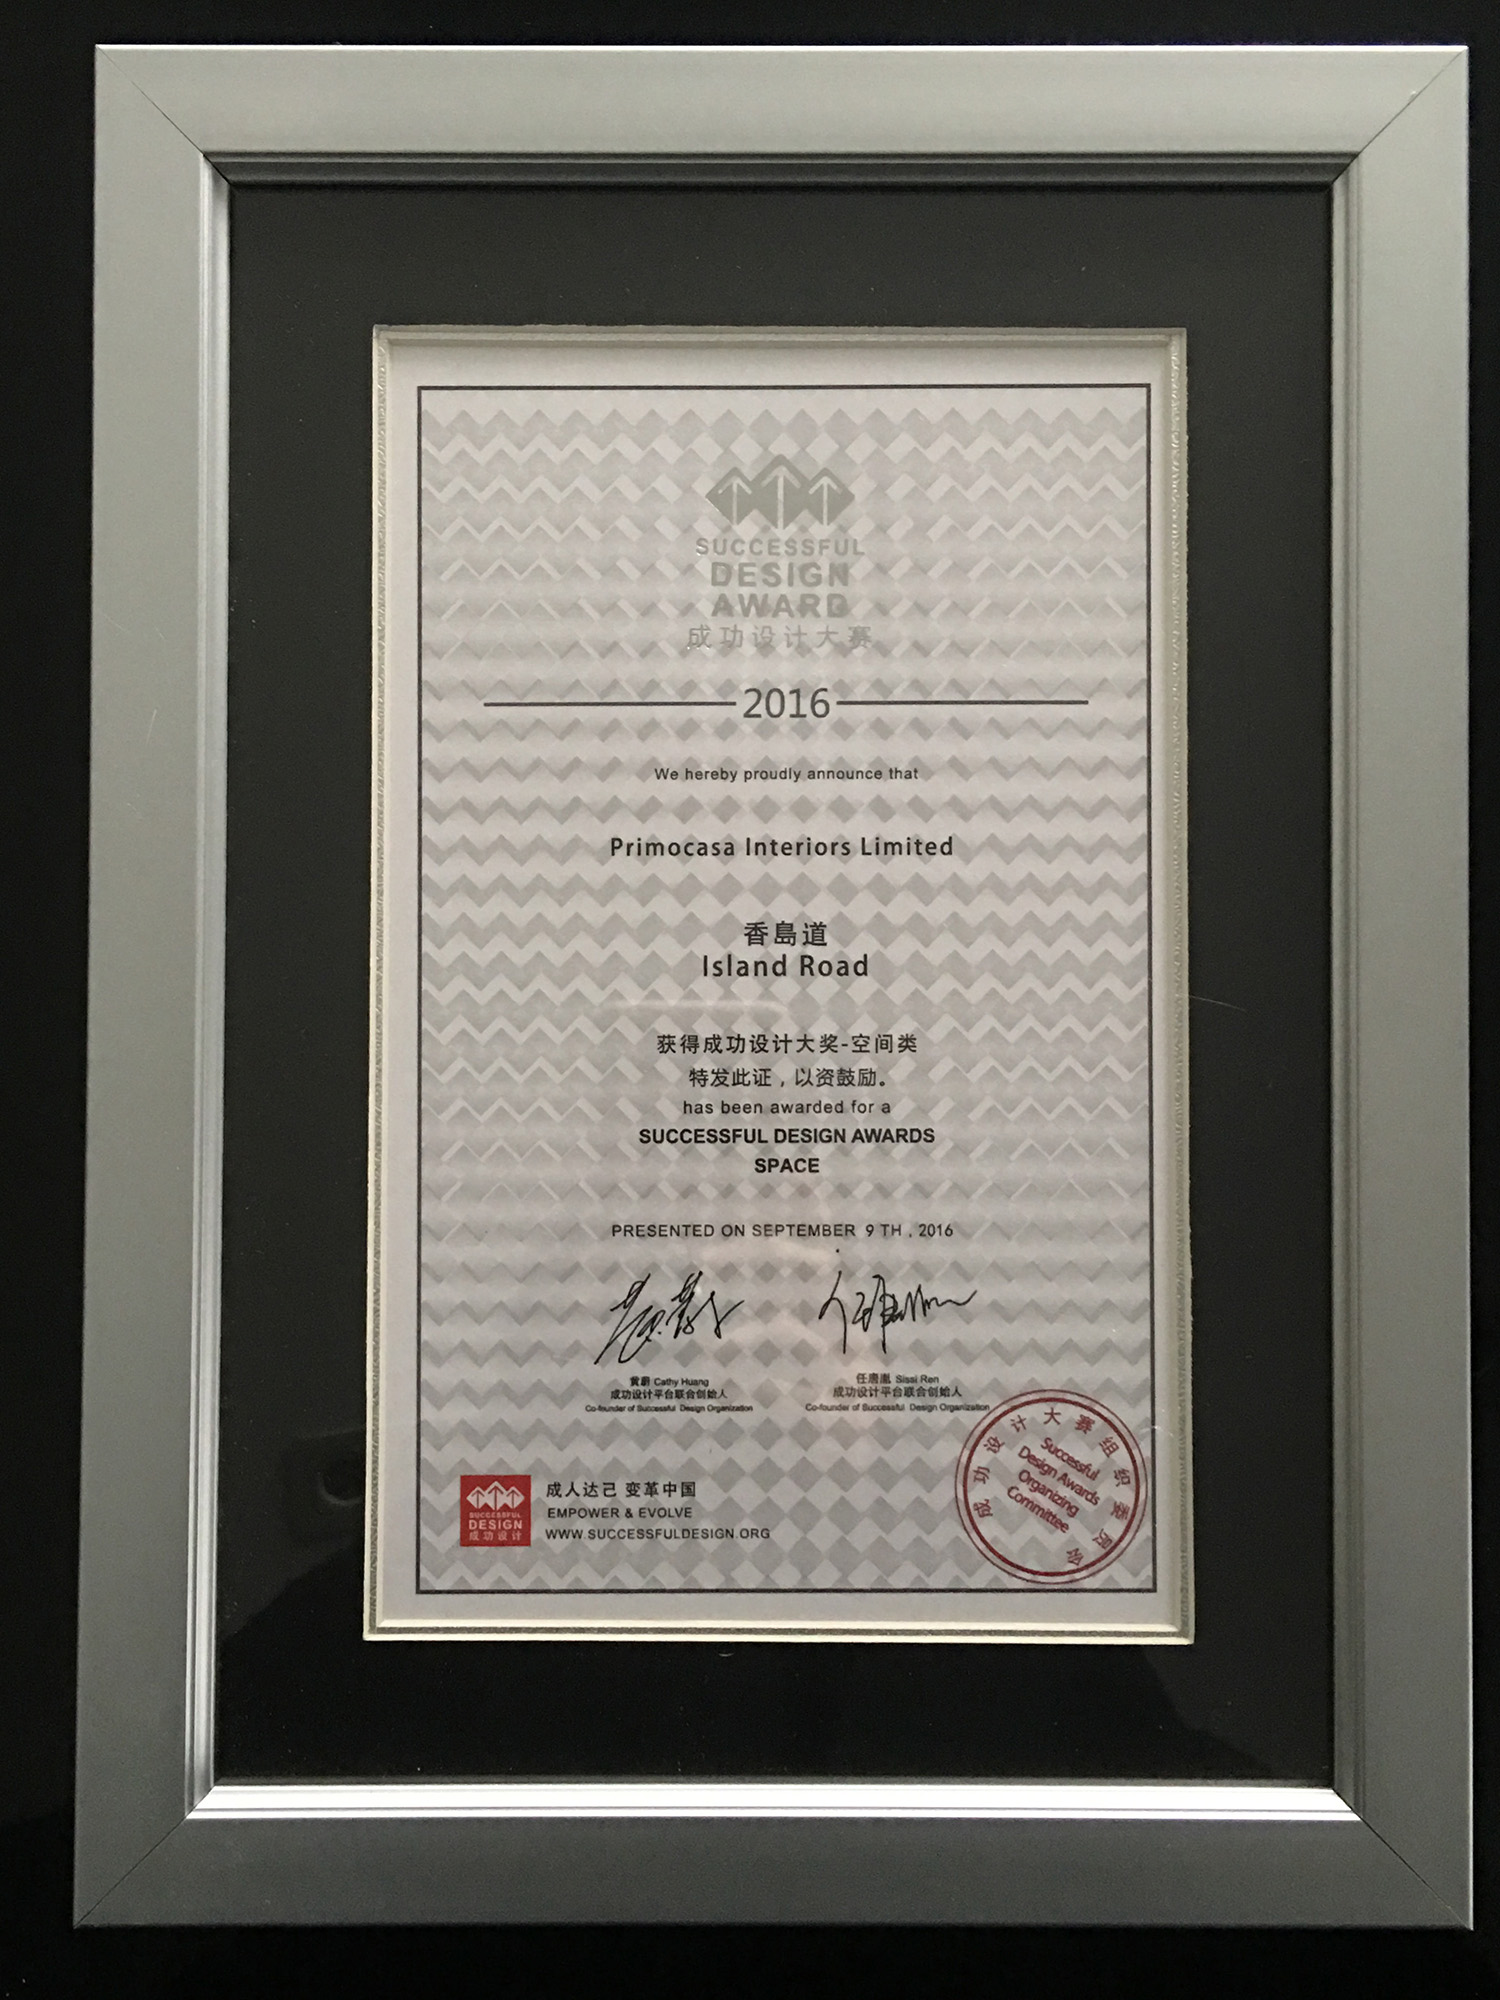 SUCCESSFUL
DESIGN
AWARD
成功设计大赛
2016
We hereby proudly announce that
Primocasa Interiors Limited
香島道
Island Road
获得成功设计大奖-空间类
特发此证，以资鼓励。
has been awarded for a
SUCCESSFUL DESIGN AWARDS
SPACE
PRESENTED ON SEPTEMBER 9 TH , 2016
黄蔚 Cathy Huang
成功设计平台联合创始人
Co-founder of Successful Design Organization
任唐胤 Sissi Ren
成功设计平台联合创始人
Co-founder of Successful Design Organization
SUCCESSFUL
DESIGN
成功设计
成人达己 变革中国
EMPOWER & EVOLVE
WWW.SUCCESSFULDESIGN.ORG
成功设计大赛组织委员会
Successful
Design Awards
Organizing
Committee